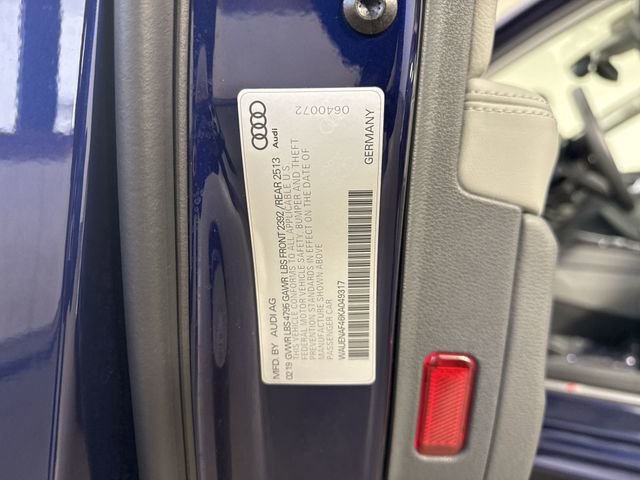 MFD. BY AUDI AG
Audi
02/19 GVWR LBS 4795 GAWR LBS FRONT 2392 / REAR 2513
THIS VEHICLE CONFORMS TO ALL APPLICABLE U.S.
FEDERAL MOTOR VEHICLE SAFETY, BUMPER AND THEFT
PREVENTION STANDARDS IN EFFECT ON THE DATE OF
MANUFACTURE SHOWN ABOVE
PASSENGER CAR
WAUENAF46KA049317
GERMANY
0640072